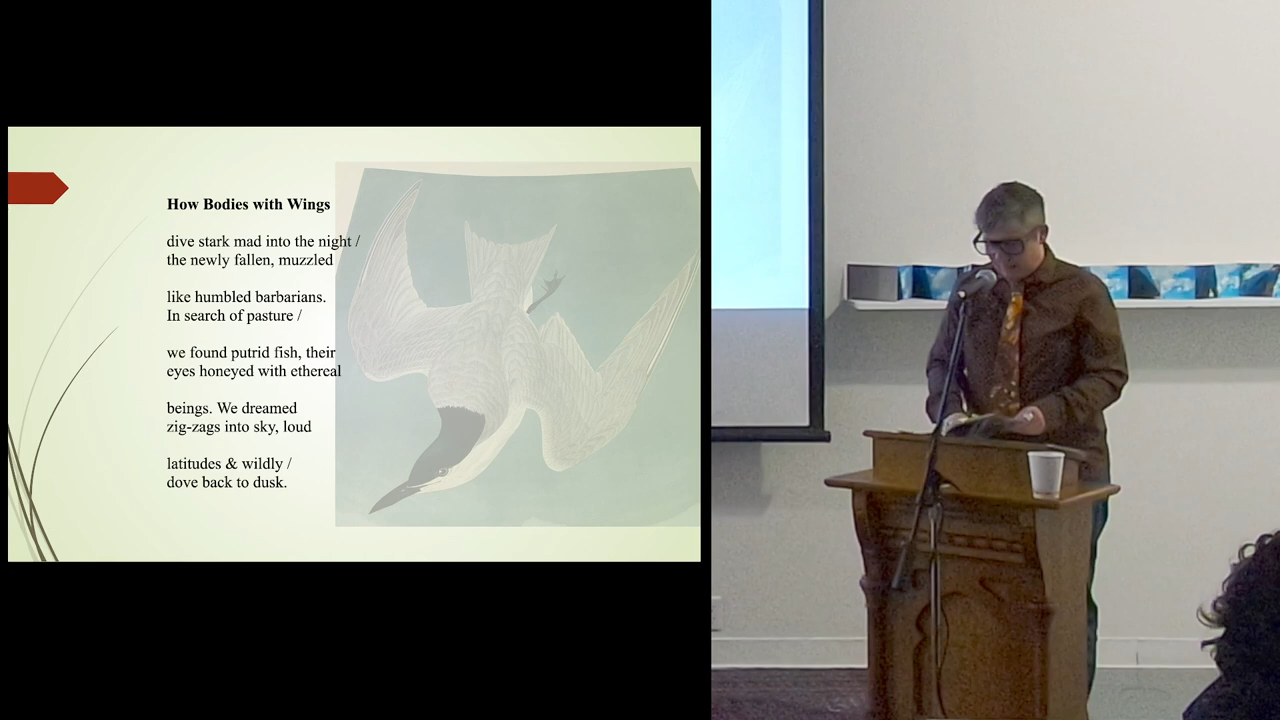 How Bodies with Wings
dive stark mad into the night /
the newly fallen, muzzled
like humbled barbarians.
In search of pasture /
we found putrid fish, their
eyes honeyed with ethereal
beings. We dreamed
zig-zags into sky, loud
latitudes & wildly /
dove back to dusk.